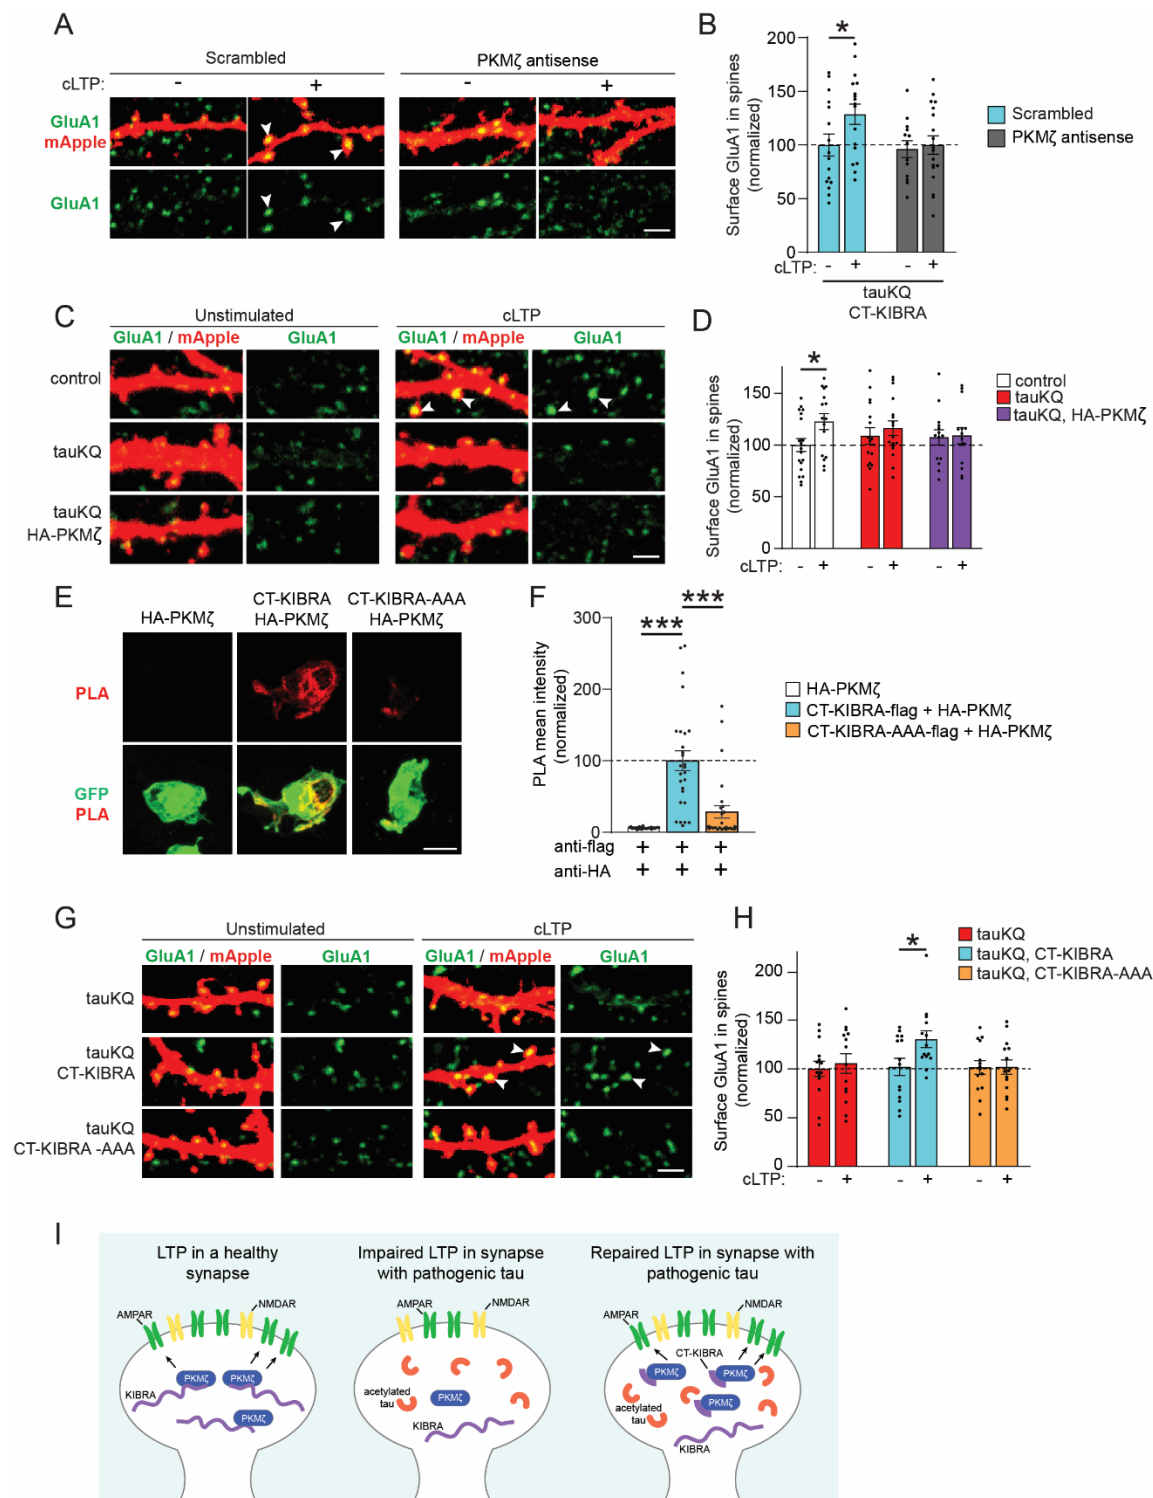 A
Scrambled
PKMζ antisense
cLTP: - + - +
GluA1
mApple
GluA1
B
Surface GluA1 in spines
(normalized)
200
150
100
50
0
*
cLTP: - + - +
tauKQ
CT-KIBRA
Scrambled
PKMζ antisense
C
Unstimulated
cLTP
GluA1 / mApple
GluA1
GluA1 / mApple
GluA1
control
tauKQ
tauKQ
HA-PKMζ
D
Surface GluA1 in spines
(normalized)
150
100
50
0
*
cLTP: - + - + - +
control
tauKQ
tauKQ, HA-PKMζ
E
HA-PKMζ
CT-KIBRA
HA-PKMζ
CT-KIBRA-AAA
HA-PKMζ
PLA
GFP
PLA
F
PLA mean intensity
(normalized)
300
200
100
0
***
***
anti-flag + + +
anti-HA + + +
HA-PKMζ
CT-KIBRA-flag + HA-PKMζ
CT-KIBRA-AAA-flag + HA-PKMζ
G
Unstimulated
cLTP
GluA1 / mApple
GluA1
GluA1 / mApple
GluA1
tauKQ
tauKQ
CT-KIBRA
tauKQ
CT-KIBRA -AAA
H
Surface GluA1 in spines
(normalized)
200
150
100
50
0
*
cLTP: - + - + - +
tauKQ
tauKQ, CT-KIBRA
tauKQ, CT-KIBRA-AAA
I
LTP in a healthy
synapse
AMPAR
NMDAR
PKMζ
PKMζ
KIBRA
PKMζ
Impaired LTP in synapse
with pathogenic tau
AMPAR
NMDAR
acetylated
tau
PKMζ
KIBRA
Repaired LTP in synapse with
pathogenic tau
AMPAR
NMDAR
CT-KIBRA
PKMζ
PKMζ
PKMζ
acetylated
tau
KIBRA